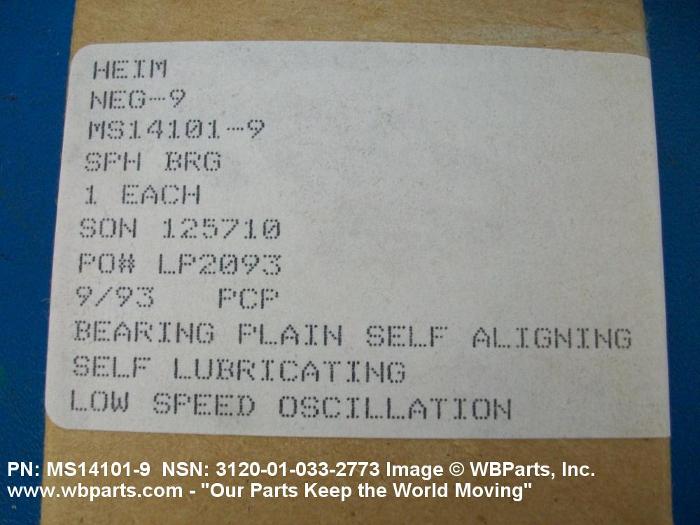 HEIM
NEG-9
MS14101-9
SPH BRG
1 EACH
SON 125710
PO# LP2093
9/93 PCP
BEARING PLAIN SELF ALIGNING
SELF LUBRICATING
LOW SPEED OSCILLATION
PN: MS14101-9 NSN: 3120-01-033-2773 Image © WBParts, Inc.
www.wbparts.com - "Our Parts Keep the World Moving"